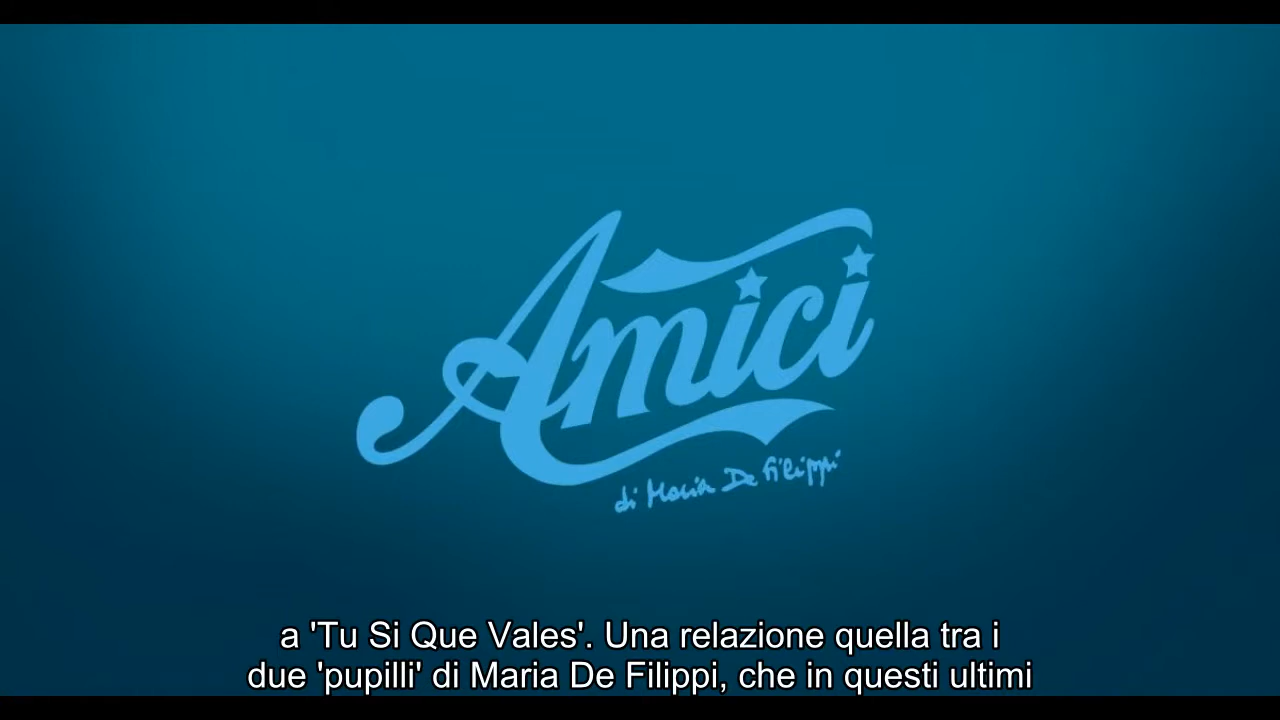 Amici
di Maria De Filippi
a 'Tu Si Que Vales'. Una relazione quella tra i
due 'pupilli' di Maria De Filippi, che in questi ultimi